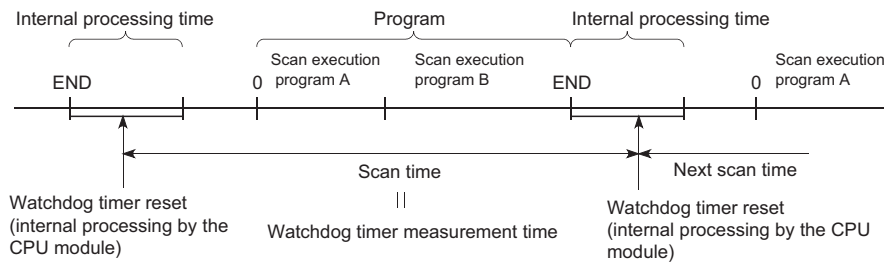 Internal processing time
Program
Internal processing time
Scan execution
program A
Scan execution
program B
Scan execution
program A
END
0
END
0
Scan time
Next scan time
Watchdog timer reset
(internal processing by the
CPU module)
Watchdog timer measurement time
Watchdog timer reset
(internal processing by the CPU
module)